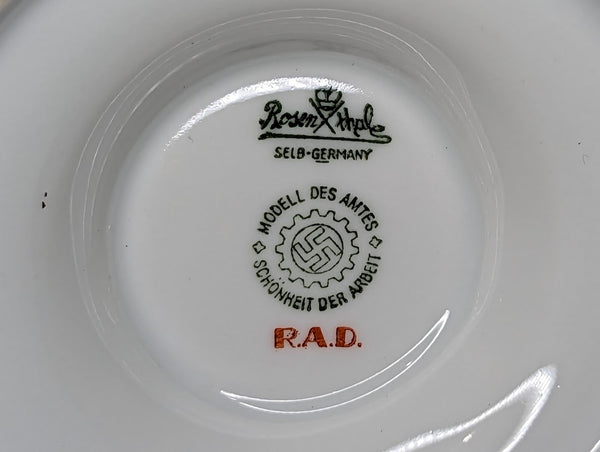 Rosenthal
SELB-GERMANY
MODELL DES AMTES
SCHÖNHEIT DER ARBEIT
R.A.D.